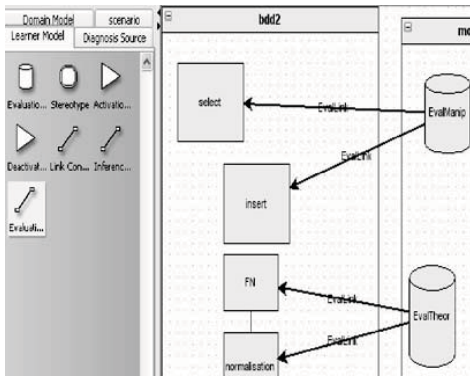 Domain Model scenario
Learner Model Diagnosis Source
Evaluatio... Stereotype Activatio...
Deactivat... Link Con... Inferenc...
Evaluati...
bdd2
mo
select
EvalLink
EvalManip
EvalLink
insert
FN
EvalLink
EvalTheor
EvalLink
normalisation